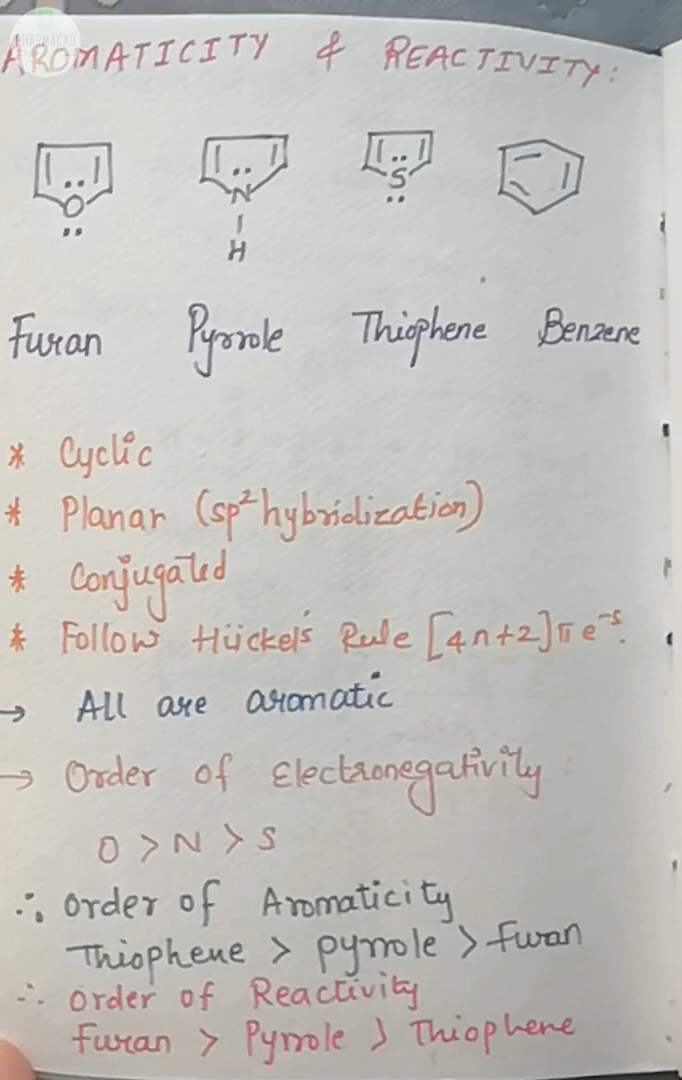 PHARMACAD
AROMATICITY & REACTIVITY:
O
N
H
S
Furan Pyrrole Thiophene Benzene
* Cyclic
* Planar (sp² hybridization)
* Conjugated
* Follow Hückel's Rule [4n+2]π e⁻ˢ.
→ All are aromatic
→ Order of Electronegativity
O > N > S
∴ Order of Aromaticity
Thiophene > pyrrole > furan
∴ Order of Reactivity
Furan > Pyrrole > Thiophene